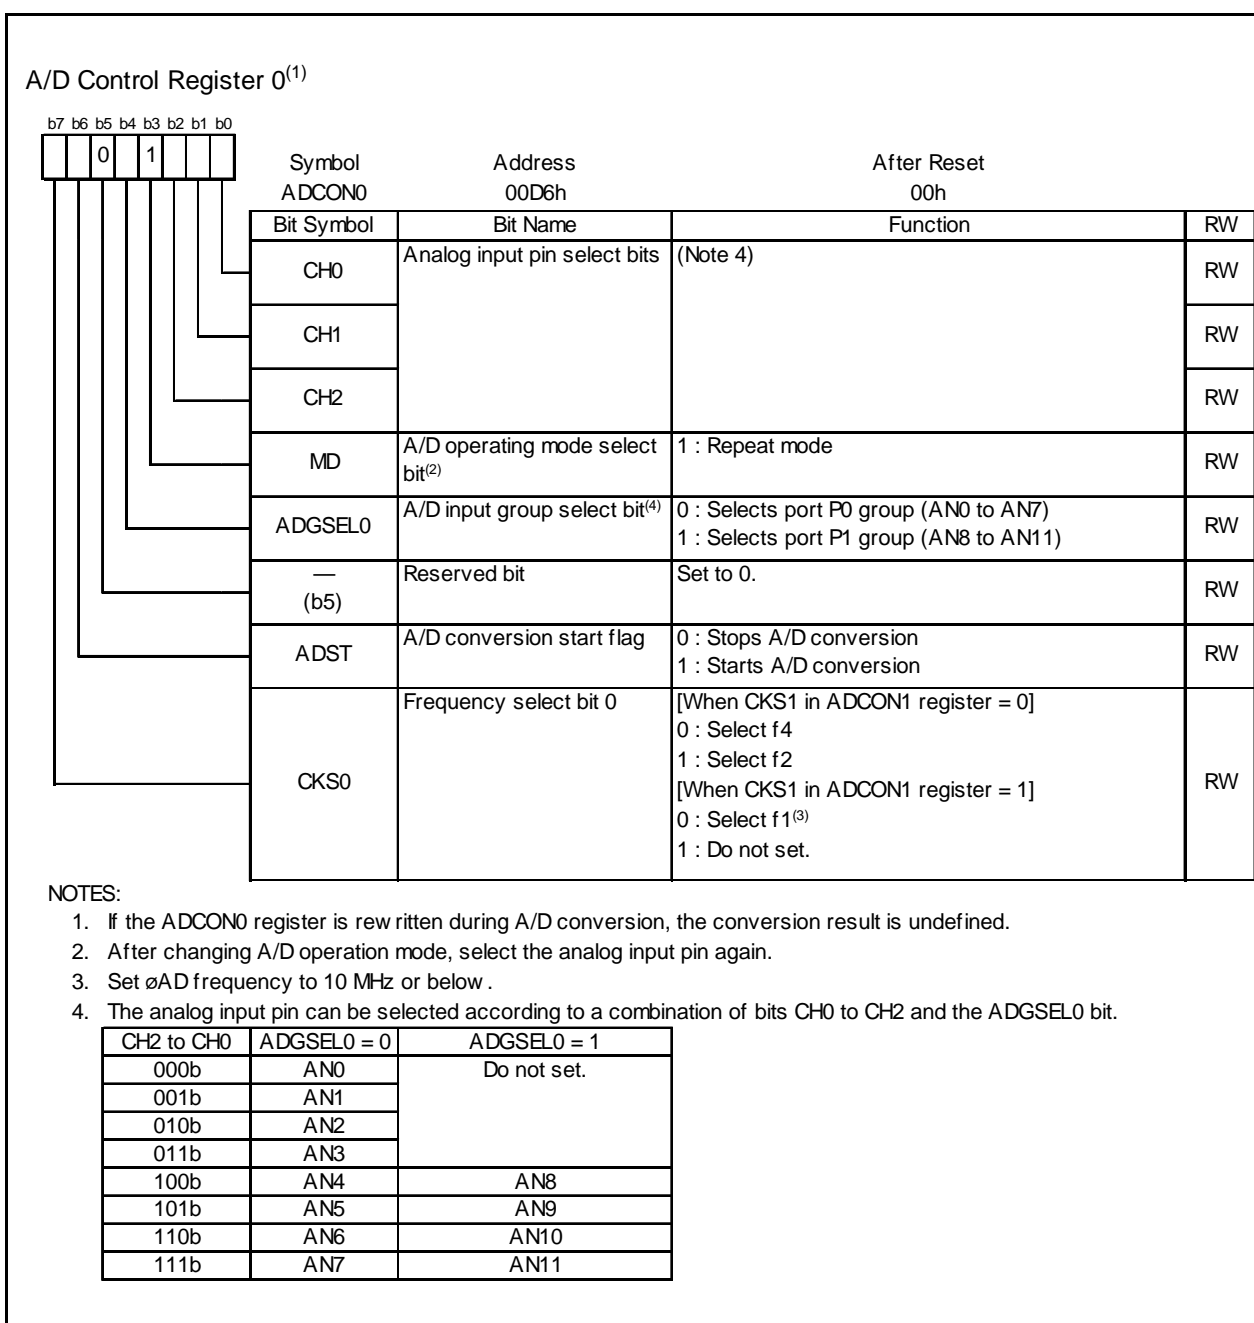 A/D Control Register 0(1)
b7 b6 b5 b4 b3 b2 b1 b0
0 1
Symbol Address After Reset
ADCON0 00D6h 00h
Bit Symbol Bit Name Function RW
CH0 Analog input pin select bits (Note 4) RW
CH1 RW
CH2 RW
MD A/D operating mode select bit(2) 1 : Repeat mode RW
ADGSEL0 A/D input group select bit(4) 0 : Selects port P0 group (AN0 to AN7)
1 : Selects port P1 group (AN8 to AN11) RW
— (b5) Reserved bit Set to 0. RW
ADST A/D conversion start flag 0 : Stops A/D conversion
1 : Starts A/D conversion RW
CKS0 Frequency select bit 0 [When CKS1 in ADCON1 register = 0]
0 : Select f4
1 : Select f2
[When CKS1 in ADCON1 register = 1]
0 : Select f1(3)
1 : Do not set. RW
NOTES:
1. If the ADCON0 register is rewritten during A/D conversion, the conversion result is undefined.
2. After changing A/D operation mode, select the analog input pin again.
3. Set øAD frequency to 10 MHz or below.
4. The analog input pin can be selected according to a combination of bits CH0 to CH2 and the ADGSEL0 bit.
CH2 to CH0 ADGSEL0 = 0 ADGSEL0 = 1
000b AN0 Do not set.
001b AN1
010b AN2
011b AN3
100b AN4 AN8
101b AN5 AN9
110b AN6 AN10
111b AN7 AN11